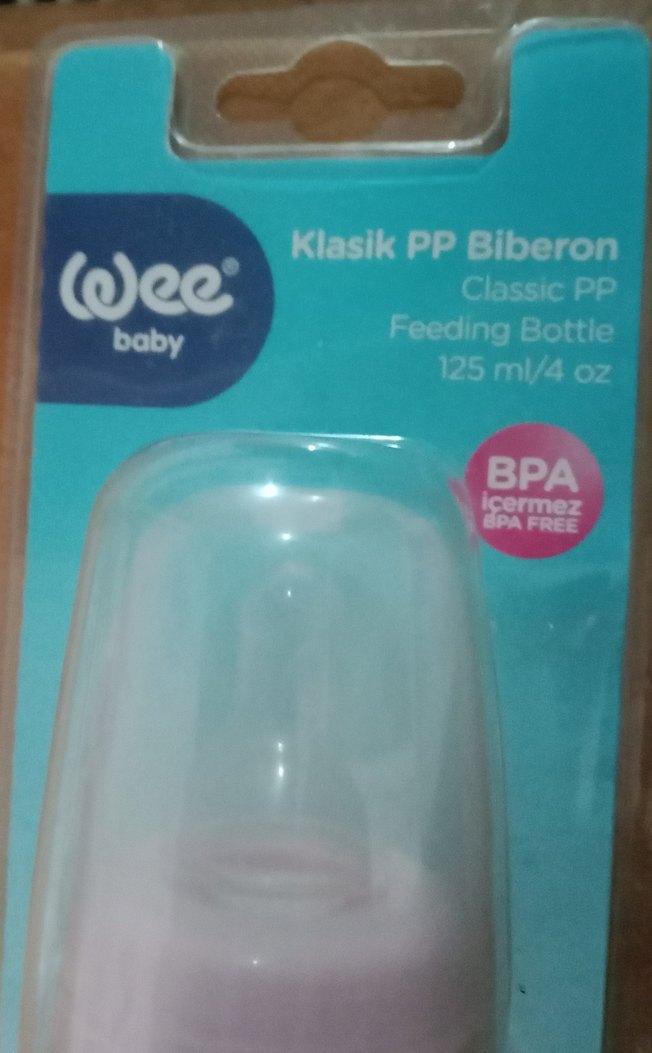 wee®
baby
Klasik PP Biberon
Classic PP
Feeding Bottle
125 ml/4 oz
BPA
içermez
BPA FREE